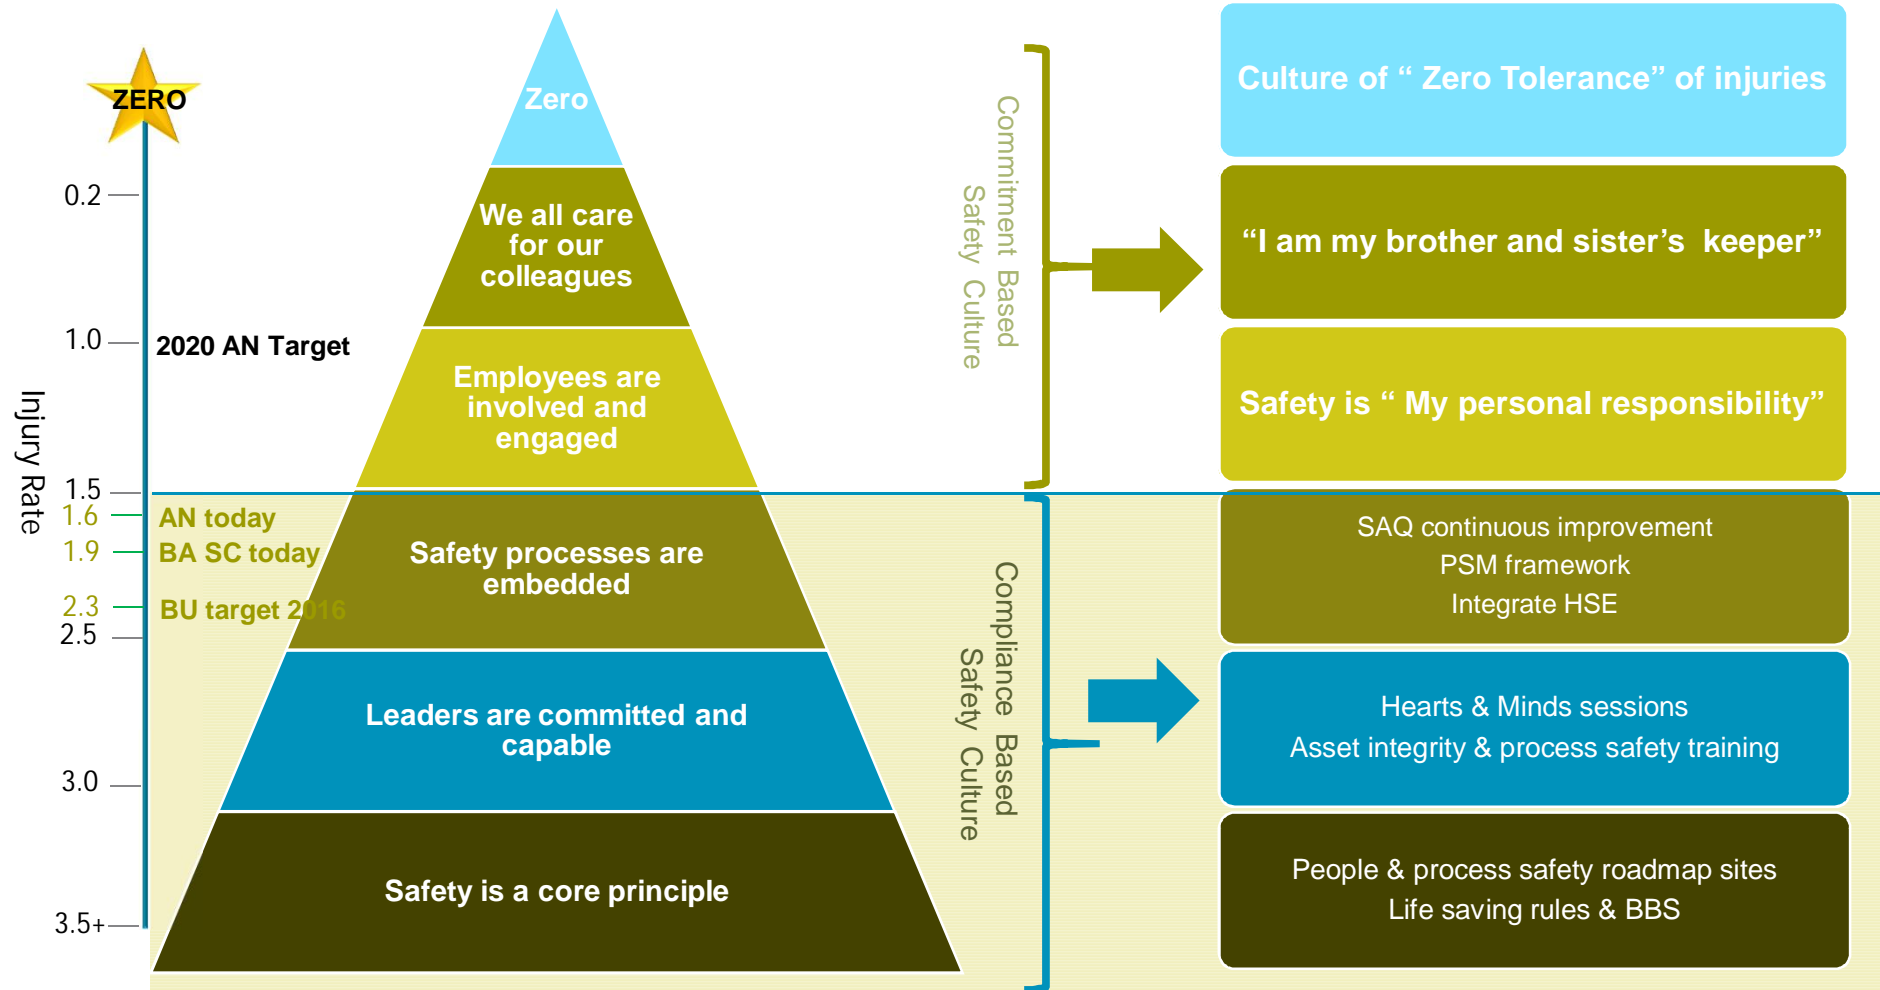 ZERO
0.2
1.0
2020 AN Target
Injury Rate
1.5
1.6
AN today
1.9
BA SC today
2.3
BU target 2016
2.5
3.0
3.5+
Zero
We all care
for our
colleagues
Employees are
involved and
engaged
Safety processes are
embedded
Leaders are committed and
capable
Safety is a core principle
Commitment Based
Safety Culture
Compliance Based
Safety Culture
Culture of “ Zero Tolerance” of injuries
“I am my brother and sister’s keeper”
Safety is “ My personal responsibility”
SAQ continuous improvement
PSM framework
Integrate HSE
Hearts & Minds sessions
Asset integrity & process safety training
People & process safety roadmap sites
Life saving rules & BBS